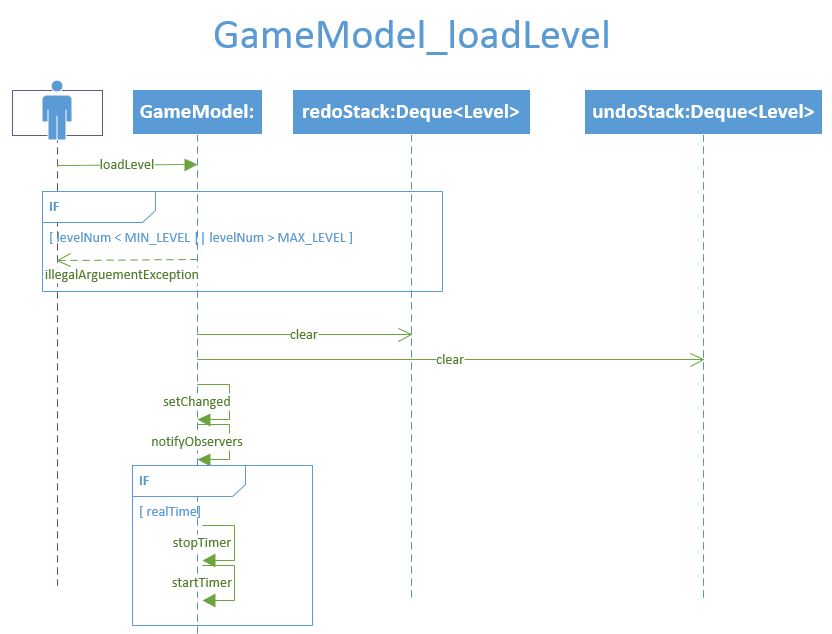 GameModel_loadLevel
GameModel:
redoStack:Deque<Level>
undoStack:Deque<Level>
loadLevel
IF
[ levelNum < MIN_LEVEL || levelNum > MAX_LEVEL ]
illegalArguementException
clear
clear
setChanged
notifyObservers
IF
[ realTime]
stopTimer
startTimer